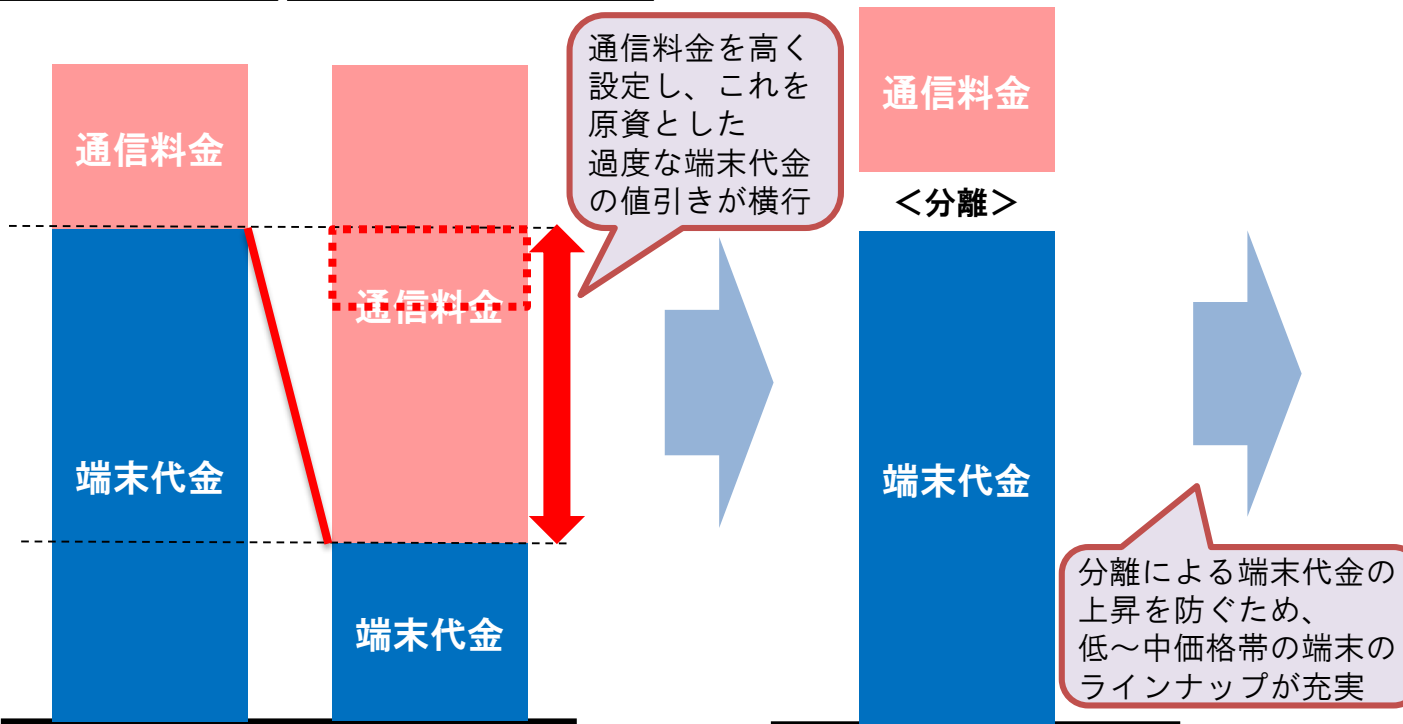 通信料金
端末代金
通信料金
端末代金
通信料金を高く
設定し、これを
原資とした
過度な端末代金
の値引きが横行
通信料金
＜分離＞
端末代金
分離による端末代金の
上昇を防ぐため、
低～中価格帯の端末の
ラインナップが充実